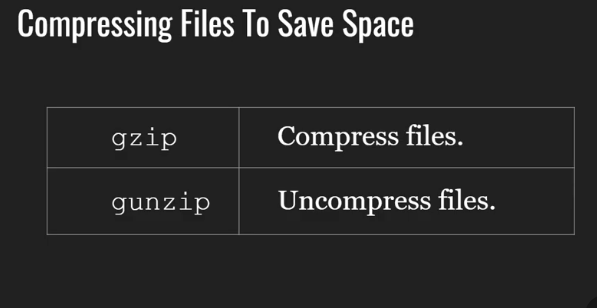 Compressing Files To Save Space
gzip Compress files.
gunzip Uncompress files.